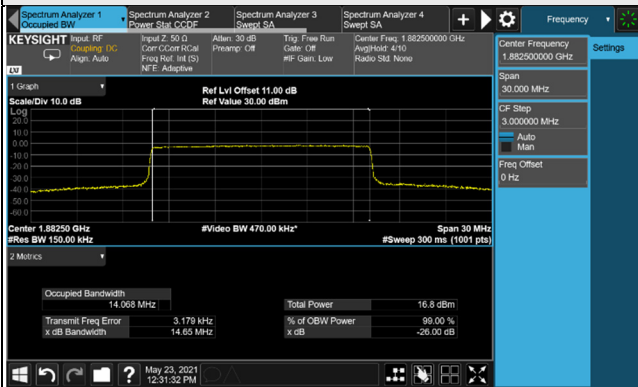 Spectrum Analyzer 1
Occupied BW
Spectrum Analyzer 2
Power Stat CCDF
Spectrum Analyzer 3
Swept SA
Spectrum Analyzer 4
Swept SA
Frequency
KEYSIGHT
Input: RF
Coupling: DC
Align: Auto
Input Z: 50 Ω
Corr CCorr RCal
Freq Ref: Int (S)
NFE: Adaptive
Atten: 30 dB
Preamp: Off
Trig: Free Run
Gate: Off
#IF Gain: Low
Center Freq: 1.882500000 GHz
Avg|Hold: 4/10
Radio Std: None
LXI
1 Graph
Scale/Div 10.0 dB
Ref Lvl Offset 11.00 dB
Ref Value 30.00 dBm
Log
20.0
10.0
0.00
-10.0
-20.0
-30.0
-40.0
-50.0
-60.0
Center 1.88250 GHz
#Res BW 150.00 kHz
#Video BW 470.00 kHz*
Span 30 MHz
#Sweep 300 ms (1001 pts)
2 Metrics
Occupied Bandwidth
14.068 MHz
Total Power 16.8 dBm
Transmit Freq Error 3.179 kHz
% of OBW Power 99.00 %
x dB Bandwidth 14.65 MHz
x dB -26.00 dB
May 23, 2021
12:31:32 PM
Center Frequency
1.882500000 GHz
Settings
Span
30.000 MHz
CF Step
3.000000 MHz
Auto
Man
Freq Offset
0 Hz